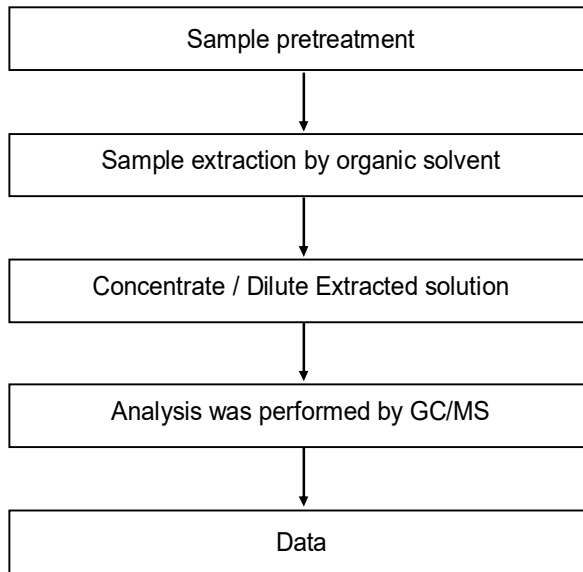 Sample pretreatment
Sample extraction by organic solvent
Concentrate / Dilute Extracted solution
Analysis was performed by GC/MS
Data